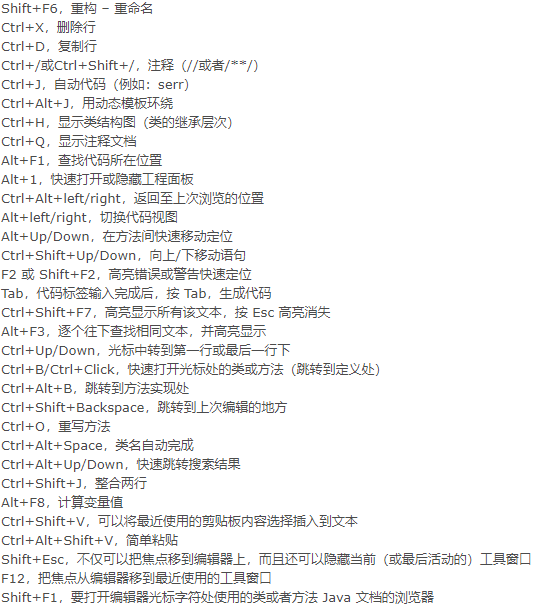 Shift+F6，重构 – 重命名
Ctrl+X，删除行
Ctrl+D，复制行
Ctrl+/或Ctrl+Shift+/，注释（//或者/**/）
Ctrl+J，自动代码（例如：serr）
Ctrl+Alt+J，用动态模板环绕
Ctrl+H，显示类结构图（类的继承层次）
Ctrl+Q，显示注释文档
Alt+F1，查找代码所在位置
Alt+1，快速打开或隐藏工程面板
Ctrl+Alt+left/right，返回至上次浏览的位置
Alt+left/right，切换代码视图
Alt+Up/Down，在方法间快速移动定位
Ctrl+Shift+Up/Down，向上/下移动语句
F2 或 Shift+F2，高亮错误或警告快速定位
Tab，代码标签输入完成后，按 Tab，生成代码
Ctrl+Shift+F7，高亮显示所有该文本，按 Esc 高亮消失
Alt+F3，逐个往下查找相同文本，并高亮显示
Ctrl+Up/Down，光标中转到第一行或最后一行下
Ctrl+B/Ctrl+Click，快速打开光标处的类或方法（跳转到定义处）
Ctrl+Alt+B，跳转到方法实现处
Ctrl+Shift+Backspace，跳转到上次编辑的地方
Ctrl+O，重写方法
Ctrl+Alt+Space，类名自动完成
Ctrl+Alt+Up/Down，快速跳转搜索结果
Ctrl+Shift+J，整合两行
Alt+F8，计算变量值
Ctrl+Shift+V，可以将最近使用的剪贴板内容选择插入到文本
Ctrl+Alt+Shift+V，简单粘贴
Shift+Esc，不仅可以把焦点移到编辑器上，而且还可以隐藏当前（或最后活动的）工具窗口
F12，把焦点从编辑器移到最近使用的工具窗口
Shift+F1，要打开编辑器光标字符处使用的类或者方法 Java 文档的浏览器